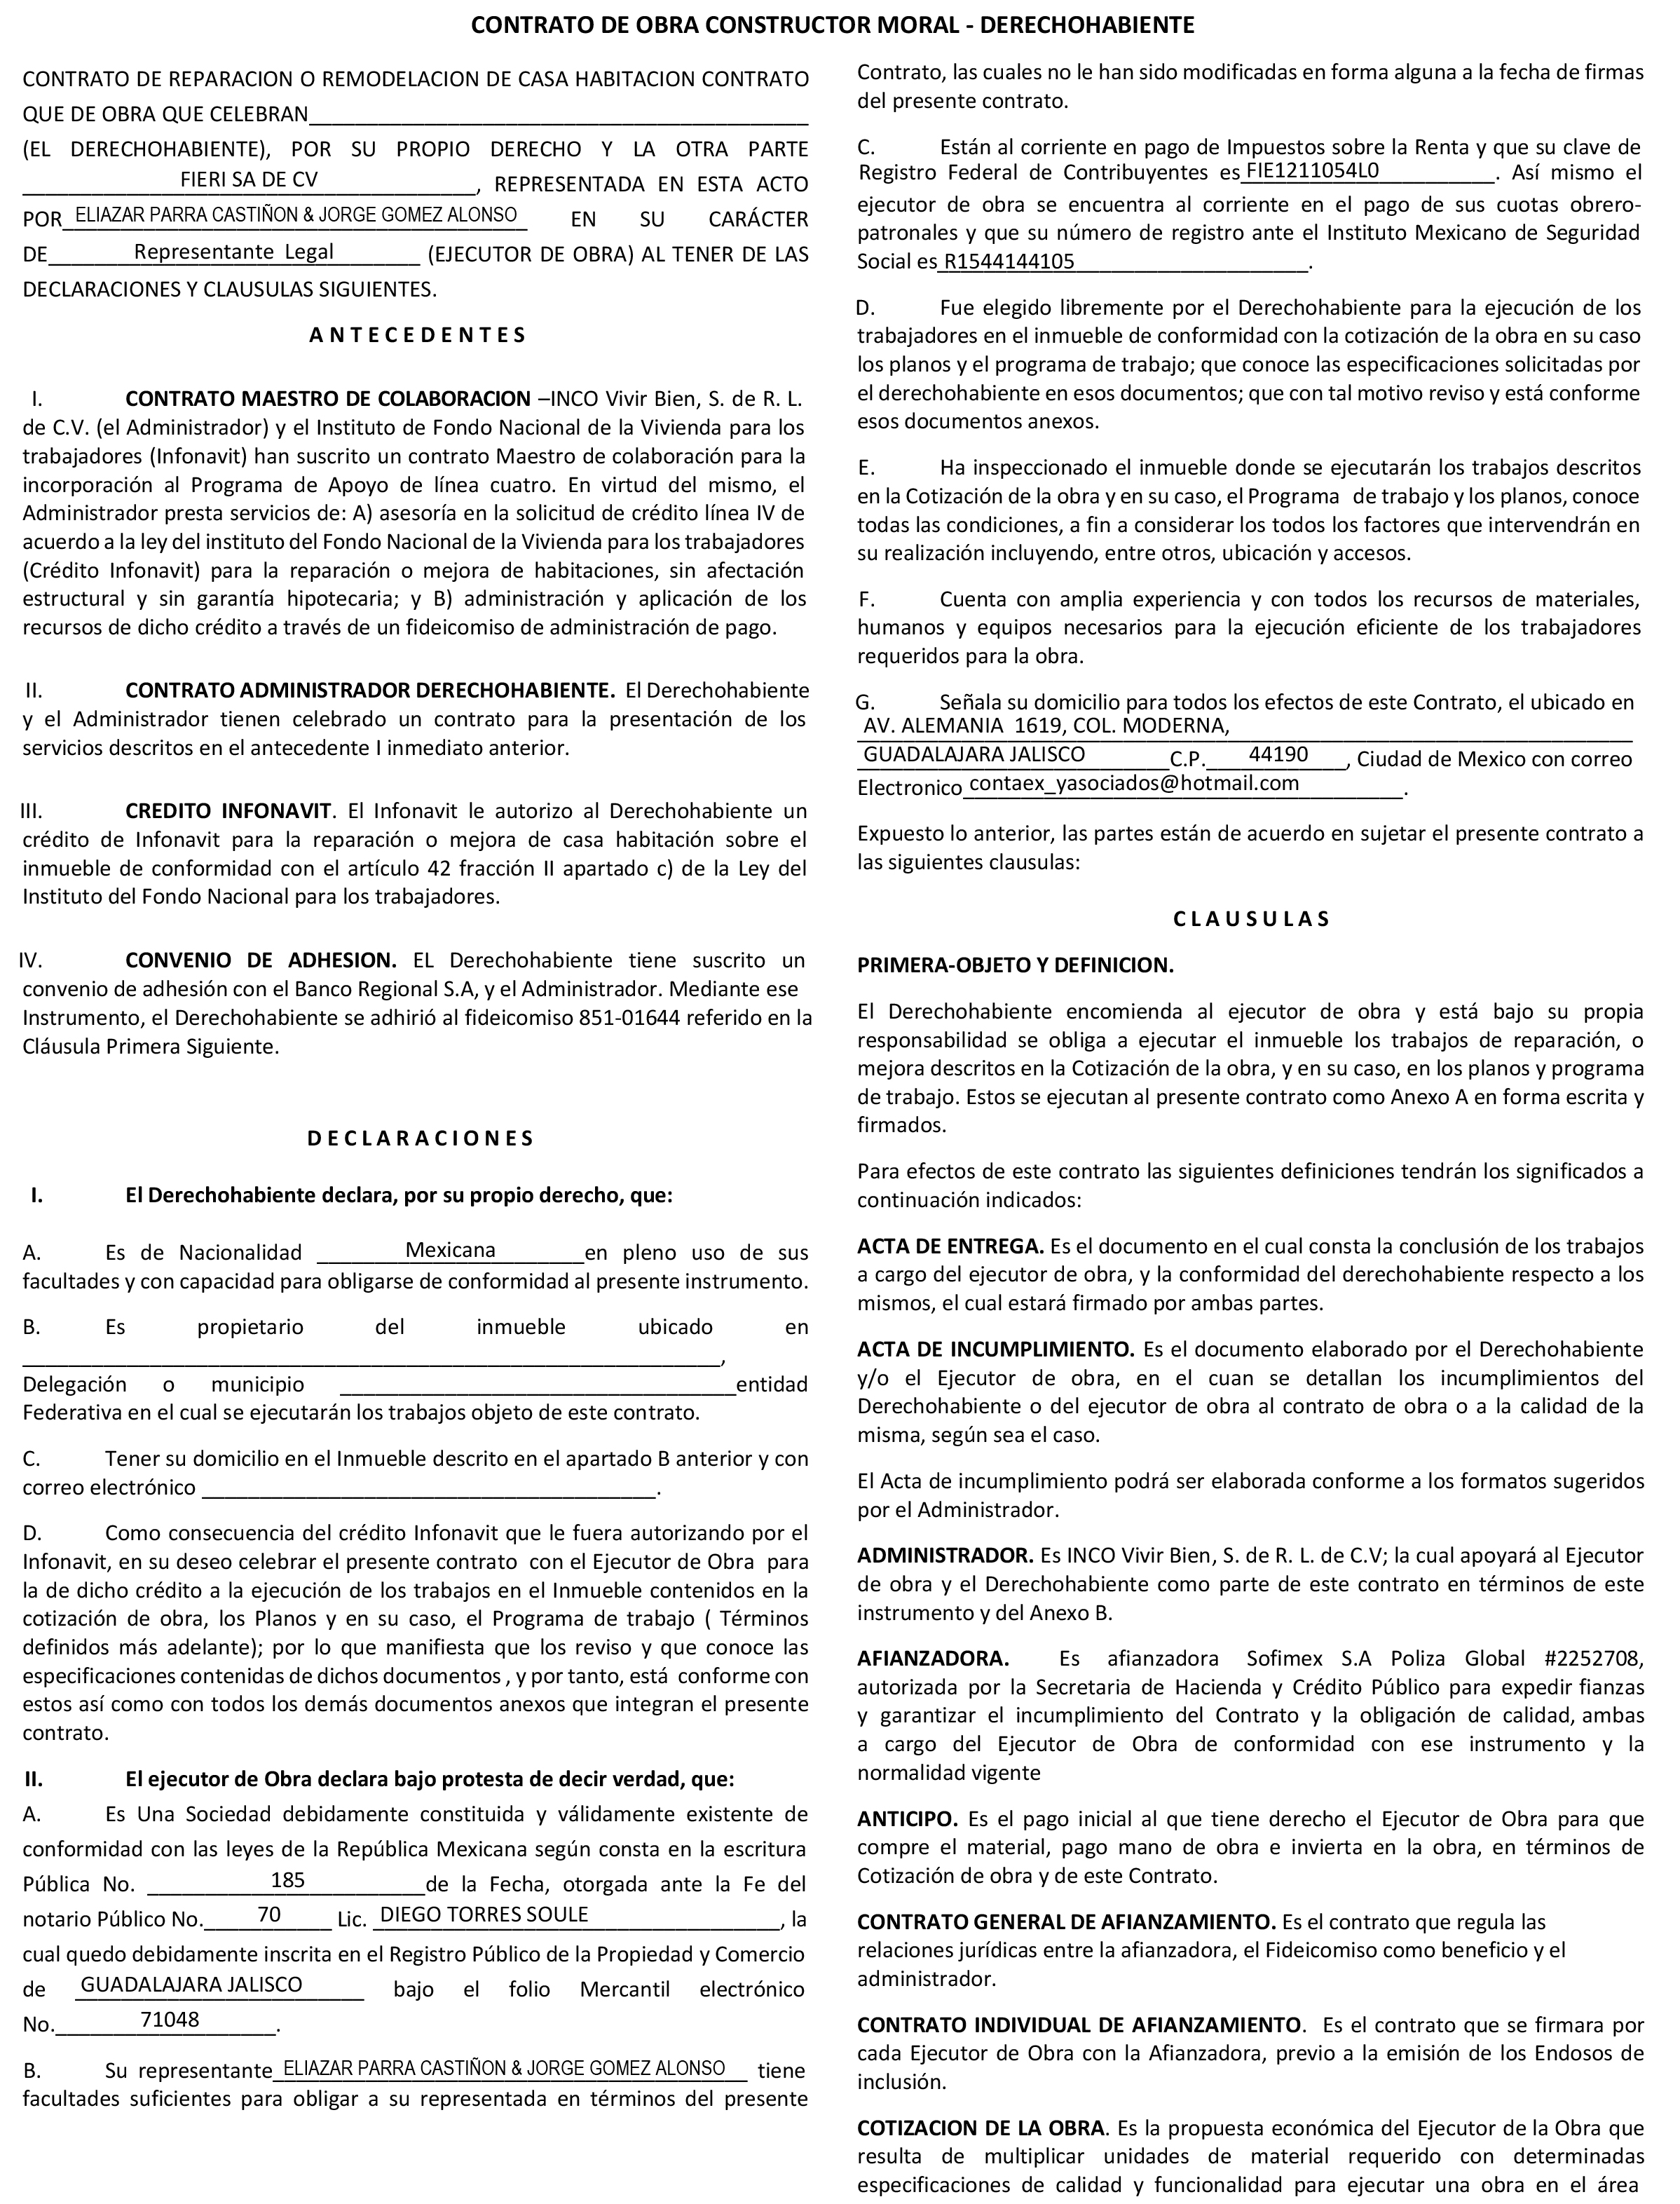 CONTRATO DE OBRA CONSTRUCTOR MORAL - DERECHOHABIENTE
CONTRATO DE REPARACION O REMODELACION DE CASA HABITACION CONTRATO
QUE DE OBRA QUE CELEBRAN____________________
(EL DERECHOHABIENTE), POR SU PROPIO DERECHO Y LA OTRA PARTE
FIERI SA DE CV, REPRESENTADA EN ESTA ACTO
POR ELIAZAR PARRA CASTIÑON & JORGE GOMEZ ALONSO EN SU CARÁCTER
DE Representante Legal (EJECUTOR DE OBRA) AL TENER DE LAS
DECLARACIONES Y CLAUSULAS SIGUIENTES.
A N T E C E D E N T E S
I. CONTRATO MAESTRO DE COLABORACION –INCO Vivir Bien, S. de R. L.
de C.V. (el Administrador) y el Instituto de Fondo Nacional de la Vivienda para los
trabajadores (Infonavit) han suscrito un contrato Maestro de colaboración para la
incorporación al Programa de Apoyo de línea cuatro. En virtud del mismo, el
Administrador presta servicios de: A) asesoría en la solicitud de crédito línea IV de
acuerdo a la ley del instituto del Fondo Nacional de la Vivienda para los trabajadores
(Crédito Infonavit) para la reparación o mejora de habitaciones, sin afectación
estructural y sin garantía hipotecaria; y B) administración y aplicación de los
recursos de dicho crédito a través de un fideicomiso de administración de pago.
II. CONTRATO ADMINISTRADOR DERECHOHABIENTE. El Derechohabiente
y el Administrador tienen celebrado un contrato para la presentación de los
servicios descritos en el antecedente I inmediato anterior.
III. CREDITO INFONAVIT. El Infonavit le autorizo al Derechohabiente un
crédito de Infonavit para la reparación o mejora de casa habitación sobre el
inmueble de conformidad con el artículo 42 fracción II apartado c) de la Ley del
Instituto del Fondo Nacional para los trabajadores.
IV. CONVENIO DE ADHESION. EL Derechohabiente tiene suscrito un
convenio de adhesión con el Banco Regional S.A, y el Administrador. Mediante ese
Instrumento, el Derechohabiente se adhirió al fideicomiso 851-01644 referido en la
Cláusula Primera Siguiente.
D E C L A R A C I O N E S
I. El Derechohabiente declara, por su propio derecho, que:
A. Es de Nacionalidad Mexicana en pleno uso de sus
facultades y con capacidad para obligarse de conformidad al presente instrumento.
B. Es propietario del inmueble ubicado en
____________________,
Delegación o municipio ____________________entidad
Federativa en el cual se ejecutarán los trabajos objeto de este contrato.
C. Tener su domicilio en el Inmueble descrito en el apartado B anterior y con
correo electrónico ____________________.
D. Como consecuencia del crédito Infonavit que le fuera autorizando por el
Infonavit, en su deseo celebrar el presente contrato con el Ejecutor de Obra para
la de dicho crédito a la ejecución de los trabajos en el Inmueble contenidos en la
cotización de obra, los Planos y en su caso, el Programa de trabajo ( Términos
definidos más adelante); por lo que manifiesta que los reviso y que conoce las
especificaciones contenidas de dichos documentos , y por tanto, está conforme con
estos así como con todos los demás documentos anexos que integran el presente
contrato.
II. El ejecutor de Obra declara bajo protesta de decir verdad, que:
A. Es Una Sociedad debidamente constituida y válidamente existente de
conformidad con las leyes de la República Mexicana según consta en la escritura
Pública No. 185 de la Fecha, otorgada ante la Fe del
notario Público No. 70 Lic. DIEGO TORRES SOULE, la
cual quedo debidamente inscrita en el Registro Público de la Propiedad y Comercio
de GUADALAJARA JALISCO bajo el folio Mercantil electrónico
No. 71048.
B. Su representante ELIAZAR PARRA CASTIÑON & JORGE GOMEZ ALONSO tiene
facultades suficientes para obligar a su representada en términos del presente
Contrato, las cuales no le han sido modificadas en forma alguna a la fecha de firmas
del presente contrato.
C. Están al corriente en pago de Impuestos sobre la Renta y que su clave de
Registro Federal de Contribuyentes es FIE1211054L0. Así mismo el
ejecutor de obra se encuentra al corriente en el pago de sus cuotas obrero-
patronales y que su número de registro ante el Instituto Mexicano de Seguridad
Social es R1544144105.
D. Fue elegido libremente por el Derechohabiente para la ejecución de los
trabajadores en el inmueble de conformidad con la cotización de la obra en su caso
los planos y el programa de trabajo; que conoce las especificaciones solicitadas por
el derechohabiente en esos documentos; que con tal motivo reviso y está conforme
esos documentos anexos.
E. Ha inspeccionado el inmueble donde se ejecutarán los trabajos descritos
en la Cotización de la obra y en su caso, el Programa de trabajo y los planos, conoce
todas las condiciones, a fin a considerar los todos los factores que intervendrán en
su realización incluyendo, entre otros, ubicación y accesos.
F. Cuenta con amplia experiencia y con todos los recursos de materiales,
humanos y equipos necesarios para la ejecución eficiente de los trabajadores
requeridos para la obra.
G. Señala su domicilio para todos los efectos de este Contrato, el ubicado en
AV. ALEMANIA 1619, COL. MODERNA,
GUADALAJARA JALISCO C.P. 44190, Ciudad de Mexico con correo
Electronico contaex_yasociados@hotmail.com.
Expuesto lo anterior, las partes están de acuerdo en sujetar el presente contrato a
las siguientes clausulas:
C L A U S U L A S
PRIMERA-OBJETO Y DEFINICION.
El Derechohabiente encomienda al ejecutor de obra y está bajo su propia
responsabilidad se obliga a ejecutar el inmueble los trabajos de reparación, o
mejora descritos en la Cotización de la obra, y en su caso, en los planos y programa
de trabajo. Estos se ejecutan al presente contrato como Anexo A en forma escrita y
firmados.
Para efectos de este contrato las siguientes definiciones tendrán los significados a
continuación indicados:
ACTA DE ENTREGA. Es el documento en el cual consta la conclusión de los trabajos
a cargo del ejecutor de obra, y la conformidad del derechohabiente respecto a los
mismos, el cual estará firmado por ambas partes.
ACTA DE INCUMPLIMIENTO. Es el documento elaborado por el Derechohabiente
y/o el Ejecutor de obra, en el cuan se detallan los incumplimientos del
Derechohabiente o del ejecutor de obra al contrato de obra o a la calidad de la
misma, según sea el caso.
El Acta de incumplimiento podrá ser elaborada conforme a los formatos sugeridos
por el Administrador.
ADMINISTRADOR. Es INCO Vivir Bien, S. de R. L. de C.V; la cual apoyará al Ejecutor
de obra y el Derechohabiente como parte de este contrato en términos de este
instrumento y del Anexo B.
AFIANZADORA. Es afianzadora Sofimex S.A Poliza Global #2252708,
autorizada por la Secretaria de Hacienda y Crédito Público para expedir fianzas
y garantizar el incumplimiento del Contrato y la obligación de calidad, ambas
a cargo del Ejecutor de Obra de conformidad con ese instrumento y la
normalidad vigente
ANTICIPO. Es el pago inicial al que tiene derecho el Ejecutor de Obra para que
compre el material, pago mano de obra e invierta en la obra, en términos de
Cotización de obra y de este Contrato.
CONTRATO GENERAL DE AFIANZAMIENTO. Es el contrato que regula las
relaciones jurídicas entre la afianzadora, el Fideicomiso como beneficio y el
administrador.
CONTRATO INDIVIDUAL DE AFIANZAMIENTO. Es el contrato que se firmara por
cada Ejecutor de Obra con la Afianzadora, previo a la emisión de los Endosos de
inclusión.
COTIZACION DE LA OBRA. Es la propuesta económica del Ejecutor de la Obra que
resulta de multiplicar unidades de material requerido con determinadas
especificaciones de calidad y funcionalidad para ejecutar una obra en el área